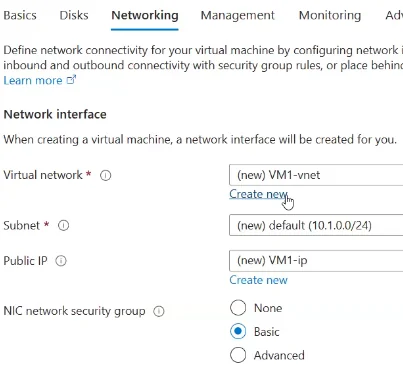 Basics Disks Networking Management Monitoring
Define network connectivity for your virtual machine by configuring network
inbound and outbound connectivity with security group rules, or place behin
Learn more
Network interface
When creating a virtual machine, a network interface will be created for you.
Virtual network * (new) VM1-vnet
Create new
Subnet * (new) default (10.1.0.0/24)
Public IP (new) VM1-ip
Create new
NIC network security group None
Basic
Advanced